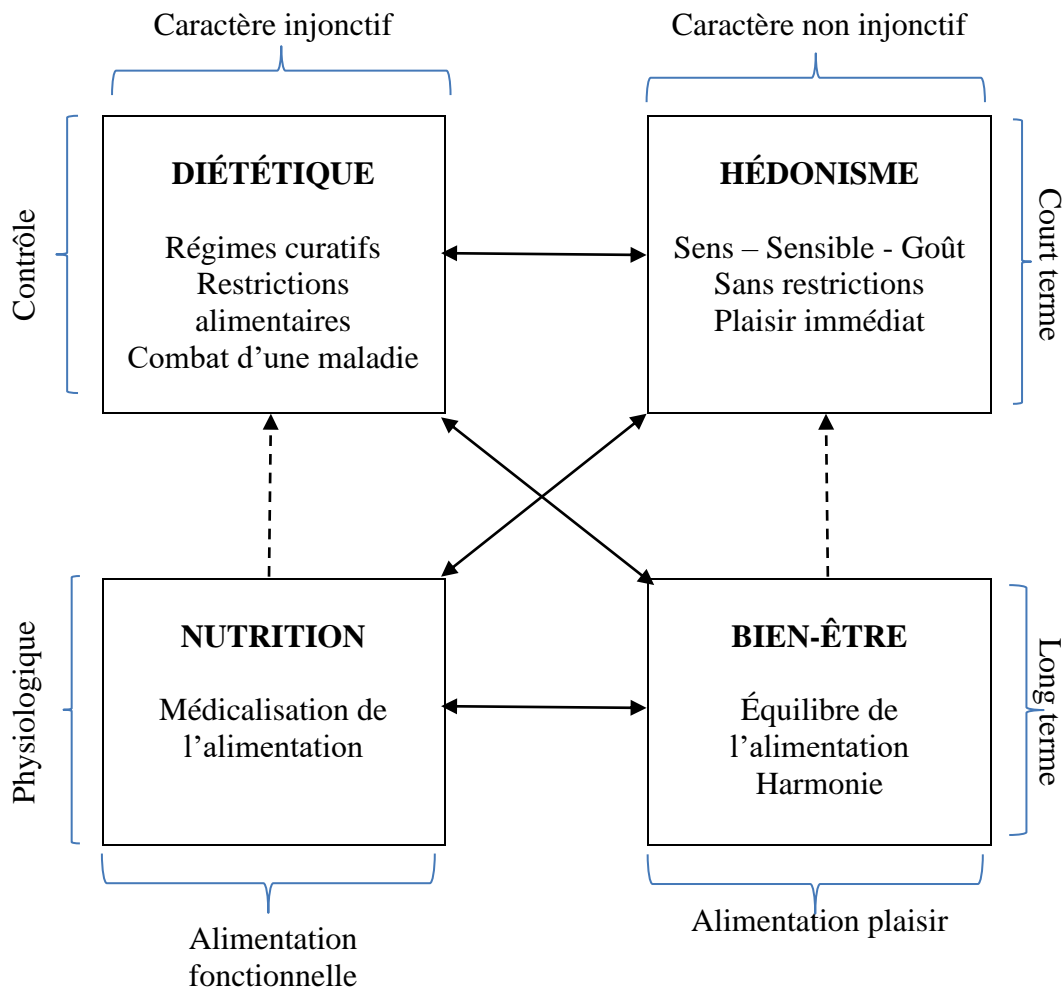 Caractère injonctif
Caractère non injonctif
Contrôle
DIÉTÉTIQUE
Régimes curatifs
Restrictions
alimentaires
Combat d’une maladie
HÉDONISME
Sens – Sensible - Goût
Sans restrictions
Plaisir immédiat
Court terme
Physiologique
NUTRITION
Médicalisation de
l’alimentation
BIEN-ÊTRE
Équilibre de
l’alimentation
Harmonie
Long terme
Alimentation
fonctionnelle
Alimentation plaisir